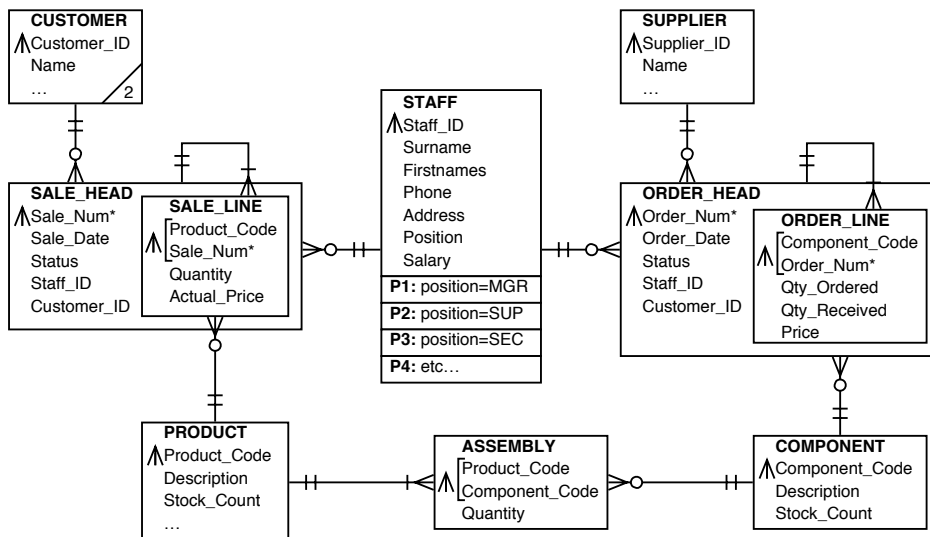 CUSTOMER
Customer_ID
Name
…
2
SUPPLIER
Supplier_ID
Name
…
STAFF
Staff_ID
Surname
Firstnames
Phone
Address
Position
Salary
P1: position=MGR
P2: position=SUP
P3: position=SEC
P4: etc…
SALE_HEAD
Sale_Num*
Sale_Date
Status
Staff_ID
Customer_ID
SALE_LINE
Product_Code
Sale_Num*
Quantity
Actual_Price
ORDER_HEAD
Order_Num*
Order_Date
Status
Staff_ID
Customer_ID
ORDER_LINE
Component_Code
Order_Num*
Qty_Ordered
Qty_Received
Price
PRODUCT
Product_Code
Description
Stock_Count
…
ASSEMBLY
Product_Code
Component_Code
Quantity
COMPONENT
Component_Code
Description
Stock_Count